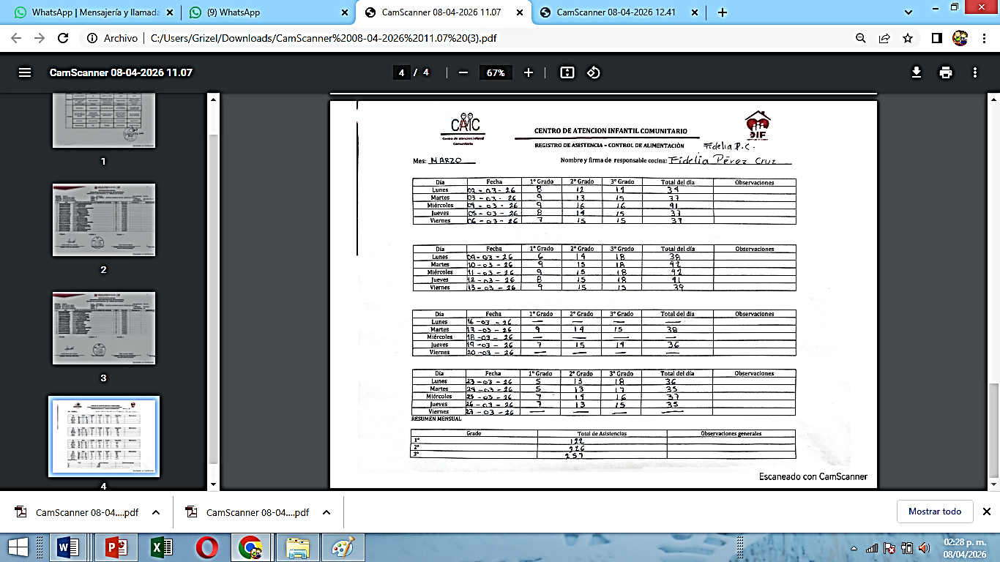 WhatsApp | Mensajería y llamada
(9) WhatsApp
CamScanner 08-04-2026 11.07
CamScanner 08-04-2026 12.41
Archivo | C:/Users/Grizel/Downloads/CamScanner%2008-04-2026%2011.07%20(3).pdf
CamScanner 08-04-2026 11.07
4 / 4
67%
1
2
3
4
CAIC
Centro de atencion infantil
Comunitario
DIF
CENTRO DE ATENCION INFANTIL COMUNITARIO
REGISTRO DE ASISTENCIA – CONTROL DE ALIMENTACIÓN
Fidelia P.C.
Mes: MARZO Nombre y firma de responsable cocina: Fidelia Pérez Cruz
Día Fecha 1° Grado 2° Grado 3° Grado Total del día Observaciones
Lunes 02-03-26 8 12 14 34
Martes 03-03-26 9 13 15 37
Miércoles 04-03-26 9 16 16 41
Jueves 05-03-26 8 14 15 37
Viernes 06-03-26 7 15 15 37
Día Fecha 1° Grado 2° Grado 3° Grado Total del día Observaciones
Lunes 09-03-26 6 14 18 38
Martes 10-03-26 9 15 18 42
Miércoles 11-03-26 9 15 18 42
Jueves 12-03-26 8 15 18 41
Viernes 13-03-26 9 15 15 39
Día Fecha 1° Grado 2° Grado 3° Grado Total del día Observaciones
Lunes 16-03-26 — — — —
Martes 17-03-26 9 14 15 38
Miércoles 18-03-26 — — — —
Jueves 19-03-26 7 15 14 36
Viernes 20-03-26 — — — —
Día Fecha 1° Grado 2° Grado 3° Grado Total del día Observaciones
Lunes 23-03-26 5 13 18 36
Martes 24-03-26 5 13 17 35
Miércoles 25-03-26 7 14 16 37
Jueves 26-03-26 7 13 15 35
Viernes 27-03-26 — — — —
RESUMEN MENSUAL
Grado Total de Asistencias Observaciones generales
1° 122
2° 226
3° 257
Escaneado con CamScanner
CamScanner 08-04....pdf
CamScanner 08-04....pdf
Mostrar todo
02:28 p. m.
08/04/2026